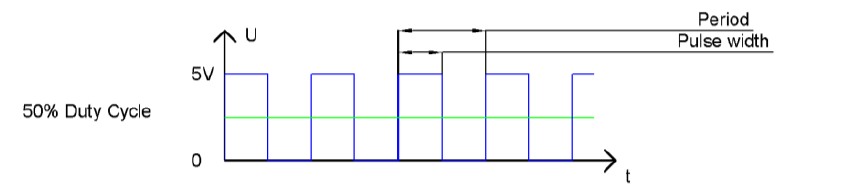 Period
U
Pulse width
5V
50% Duty Cycle
0
t